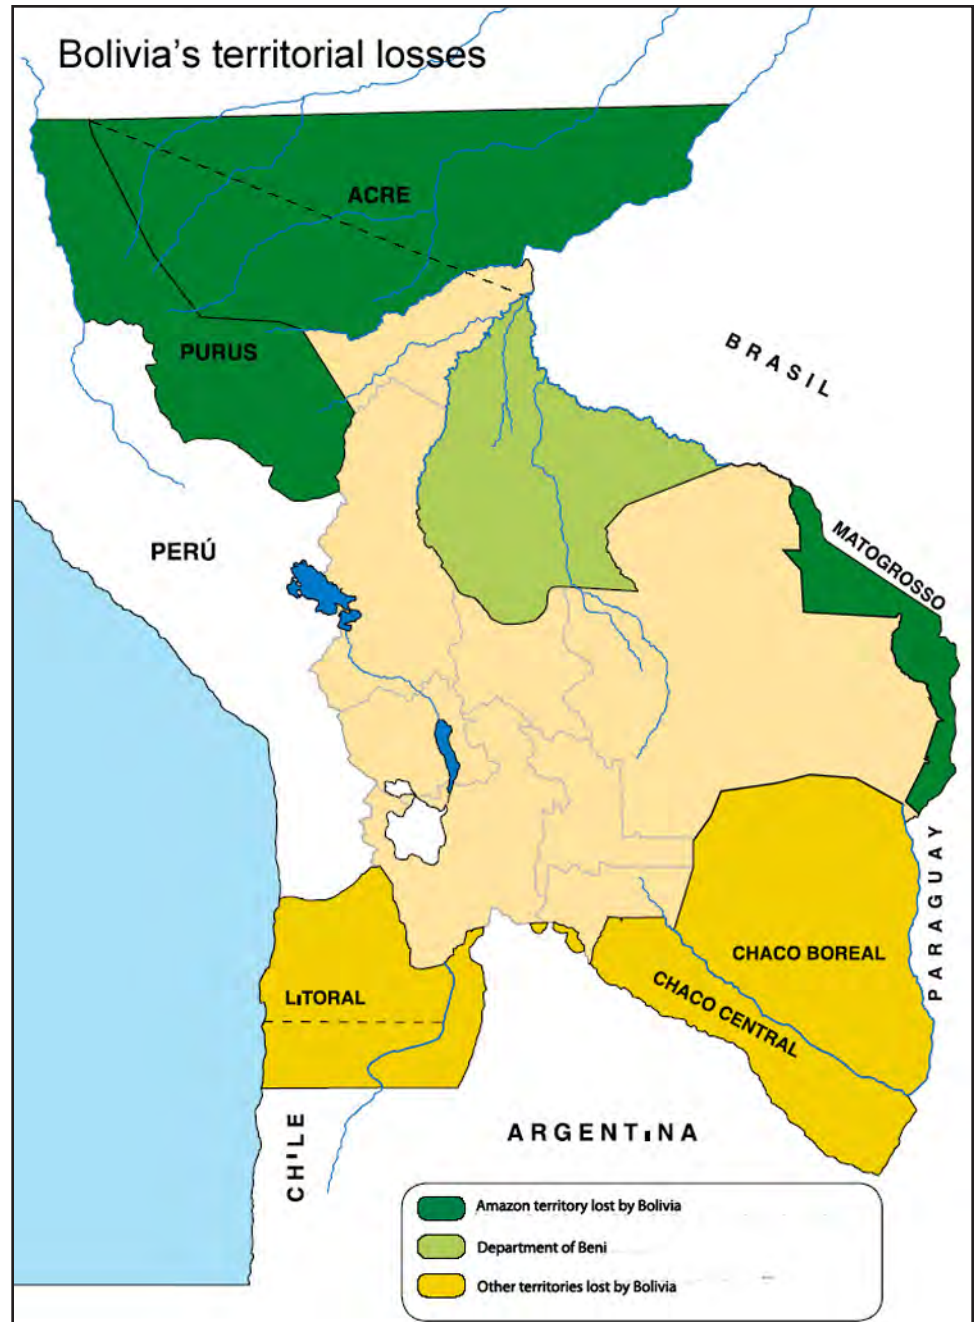 Bolivia's territorial losses
ACRE
PURUS
BRASIL
MATOGROSSO
PERÚ
PARAGUAY
CHACO BOREAL
LITORAL
CHACO CENTRAL
CHILE
ARGENTINA
Amazon territory lost by Bolivia
Department of Beni
Other territories lost by Bolivia